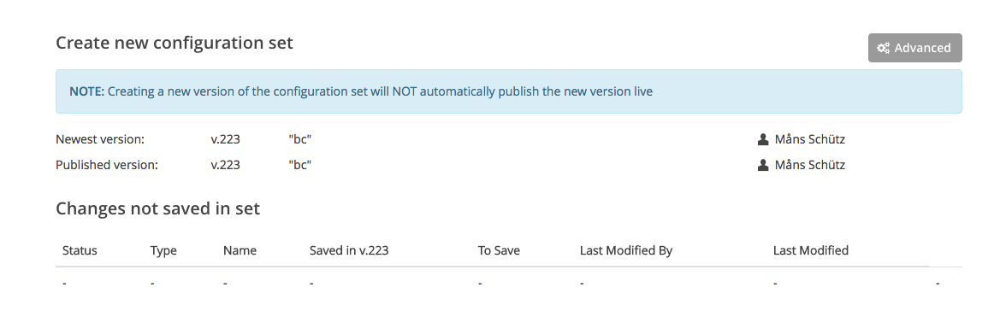 Create new configuration set
Advanced
NOTE: Creating a new version of the configuration set will NOT automatically publish the new version live
Newest version: v.223 "bc" Måns Schütz
Published version: v.223 "bc" Måns Schütz
Changes not saved in set
Status Type Name Saved in v.223 To Save Last Modified By Last Modified
- - - - - - - -